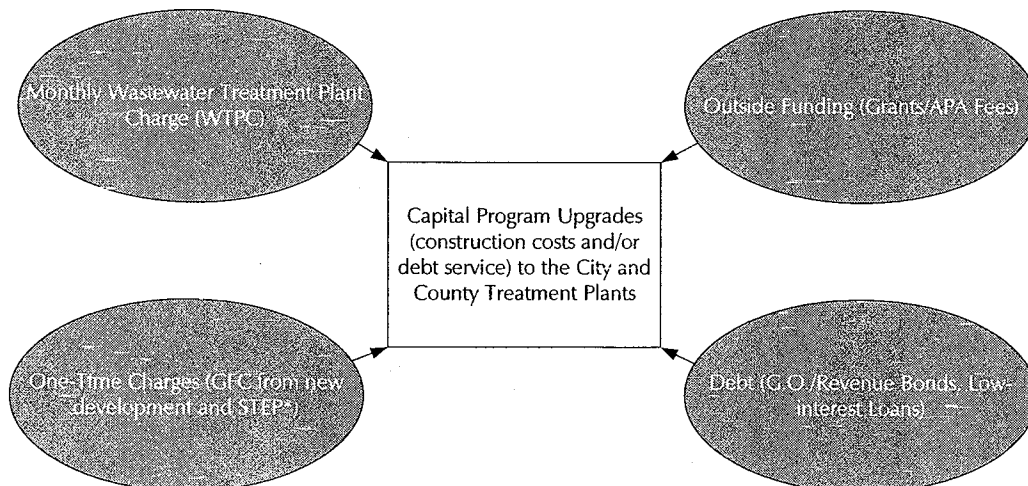 Monthly Wastewater Treatment Plant
Charge (WTPC)
Outside Funding (Grants/APA Fees)
Capital Program Upgrades
(construction costs and/or
debt service) to the City and
County Treatment Plants
One-Time Charges (GFC from new
development and STEP*)
Debt (G.O./Revenue Bonds, Low-
interest Loans)